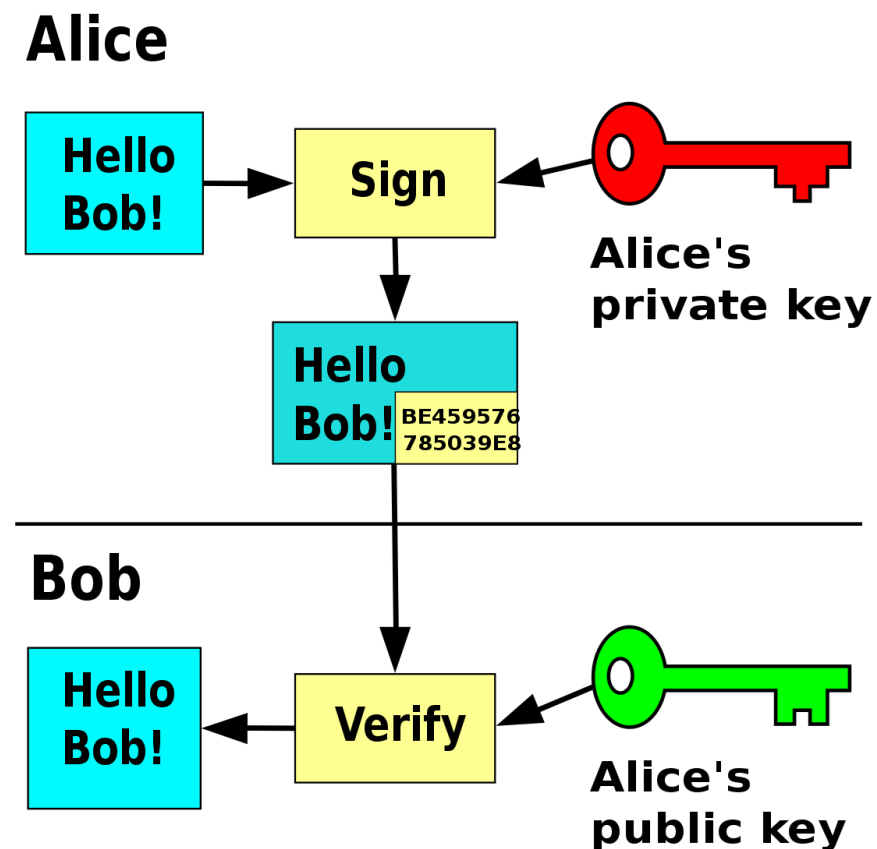 Alice
Hello
Bob!
Sign
Alice's
private key
Hello
Bob!
BE459576
785039E8
Bob
Hello
Bob!
Verify
Alice's
public key